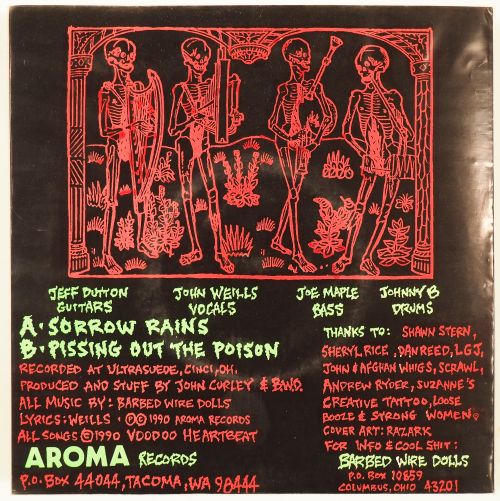 JEFF DUTTON GUITARS
JOHN WEILLS VOCALS
JOE MAPLE BASS
JOHNNY B DRUMS
A. SORROW RAINS
B. PISSING OUT THE POISON
RECORDED AT ULTRASUEDE, CINCI, OH.
PRODUCED AND STUFF BY JOHN CURLEY & B.W.D.
ALL MUSIC BY: BARBED WIRE DOLLS
LYRICS: WEILLS · ℗© 1990 AROMA RECORDS
ALL SONGS © 1990 VOODOO HEARTBEAT
AROMA RECORDS
P.O. BOX 44044, TACOMA, WA 98444
THANKS TO: SHAWN STERN,
SHERYL RICE, DAN REED, L.G.J,
JOHN & AFGHAN WHIGS, SCRAWL,
ANDREW RYDER, SUZANNE'S
CREATIVE TATTOO, LOOSE
BOOZE & STRONG WOMEN.
COVER ART: RAZARK
FOR INFO & COOL SHIT:
BARBED WIRE DOLLS
P.O. BOX 10859
COLUMBUS, OHIO 43201